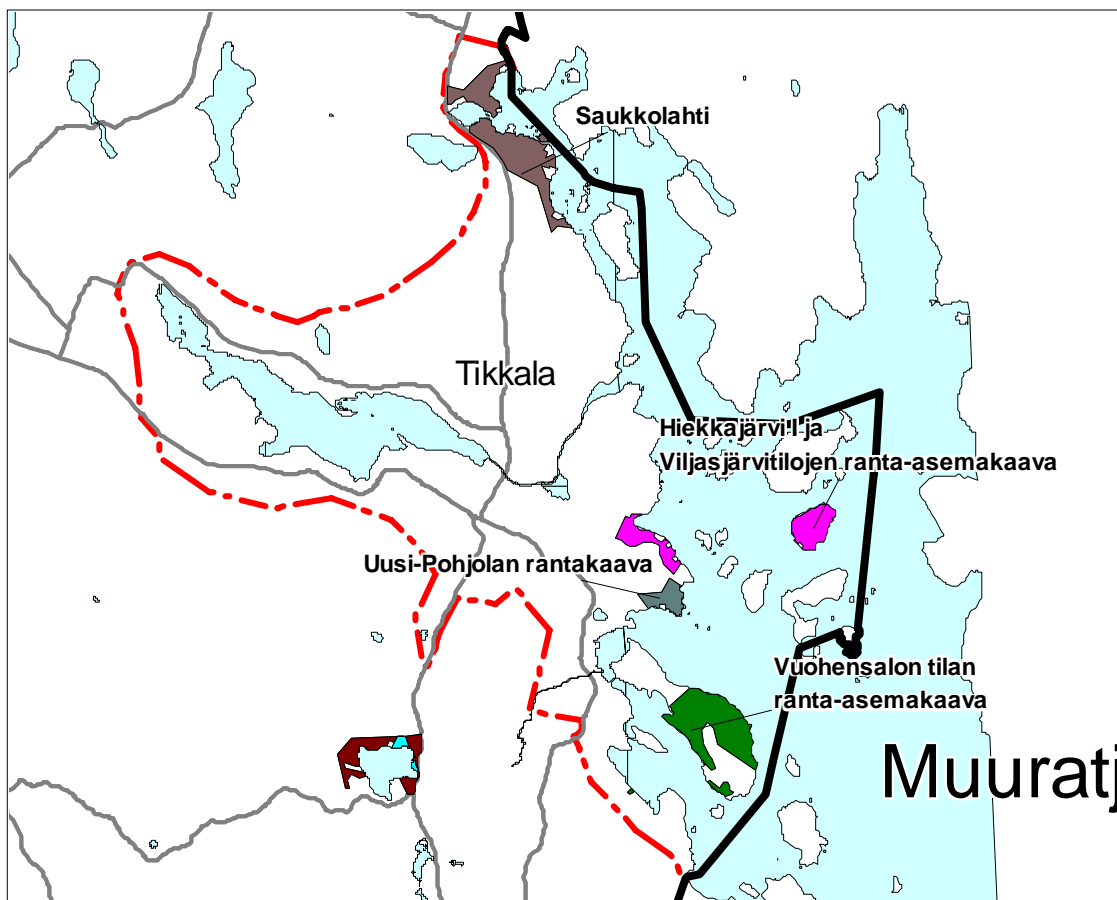 Saukkolahti
Tikkala
Hiekkajärvi I ja
Viljasjärvitilojen ranta-asemakaava
Uusi-Pohjolan rantakaava
Vuohensalon tilan
ranta-asemakaava
Muuratj